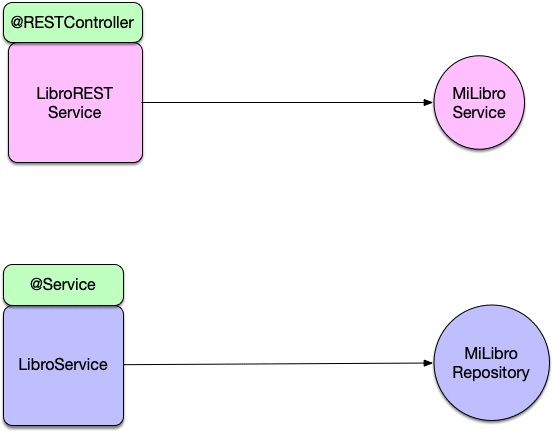 @RESTController
LibroREST
Service
MiLibro
Service
@Service
LibroService
MiLibro
Repository